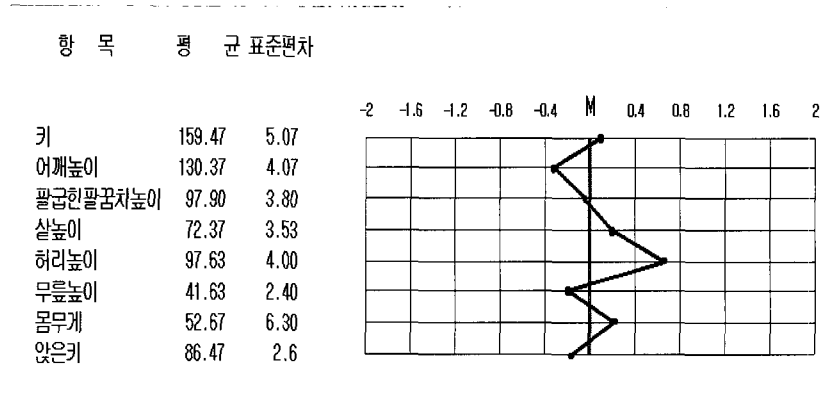 항 목 평 균 표준편차
-2 -1.6 -1.2 -0.8 -0.4 M 0.4 0.8 1.2 1.6 2
키 159.47 5.07
어깨높이 130.37 4.07
팔굽힌팔꿈치높이 97.90 3.80
샅높이 72.37 3.53
허리높이 97.63 4.00
무릎높이 41.63 2.40
몸무게 52.67 6.30
앉은키 86.47 2.6